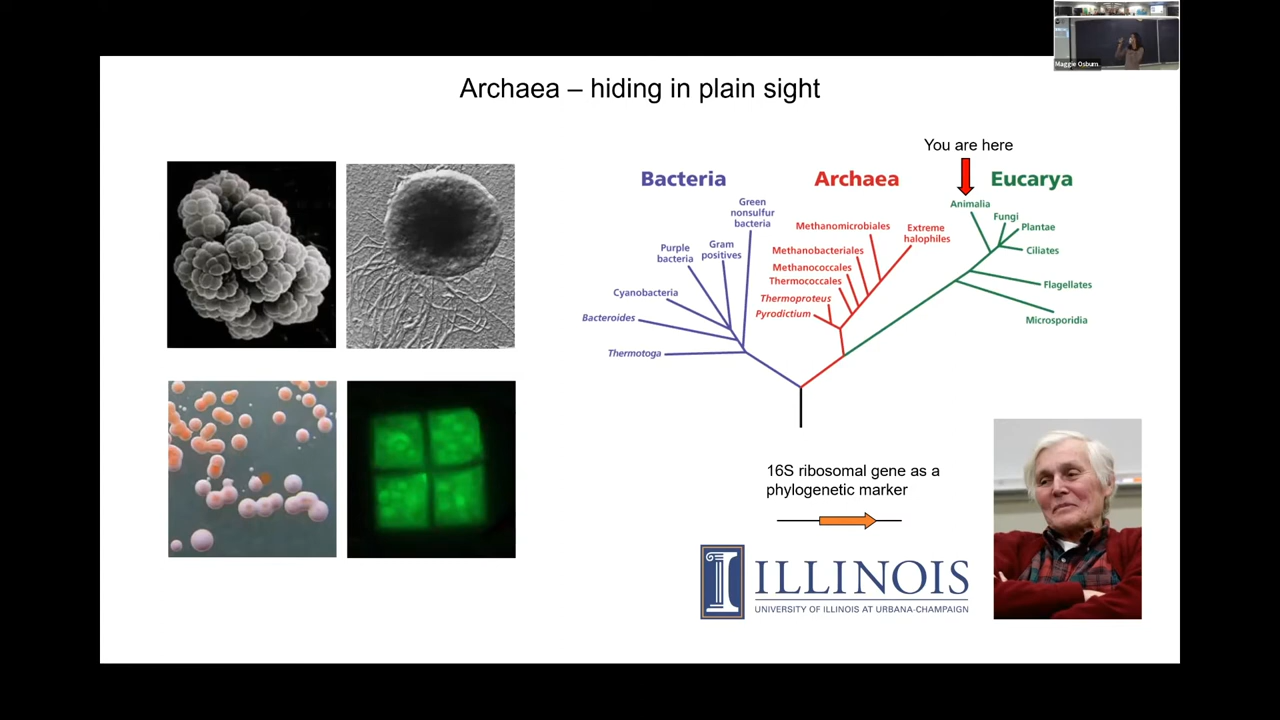 Maggie Osburn
Archaea – hiding in plain sight
You are here
Bacteria
Archaea
Eucarya
Green
nonsulfur
bacteria
Purple
bacteria
Gram
positives
Cyanobacteria
Bacteroides
Thermotoga
Methanomicrobiales
Extreme
halophiles
Methanobacteriales
Methanococcales
Thermococcales
Thermoproteus
Pyrodictium
Animalia
Fungi
Plantae
Ciliates
Flagellates
Microsporidia
16S ribosomal gene as a
phylogenetic marker
I ILLINOIS
UNIVERSITY OF ILLINOIS AT URBANA-CHAMPAIGN